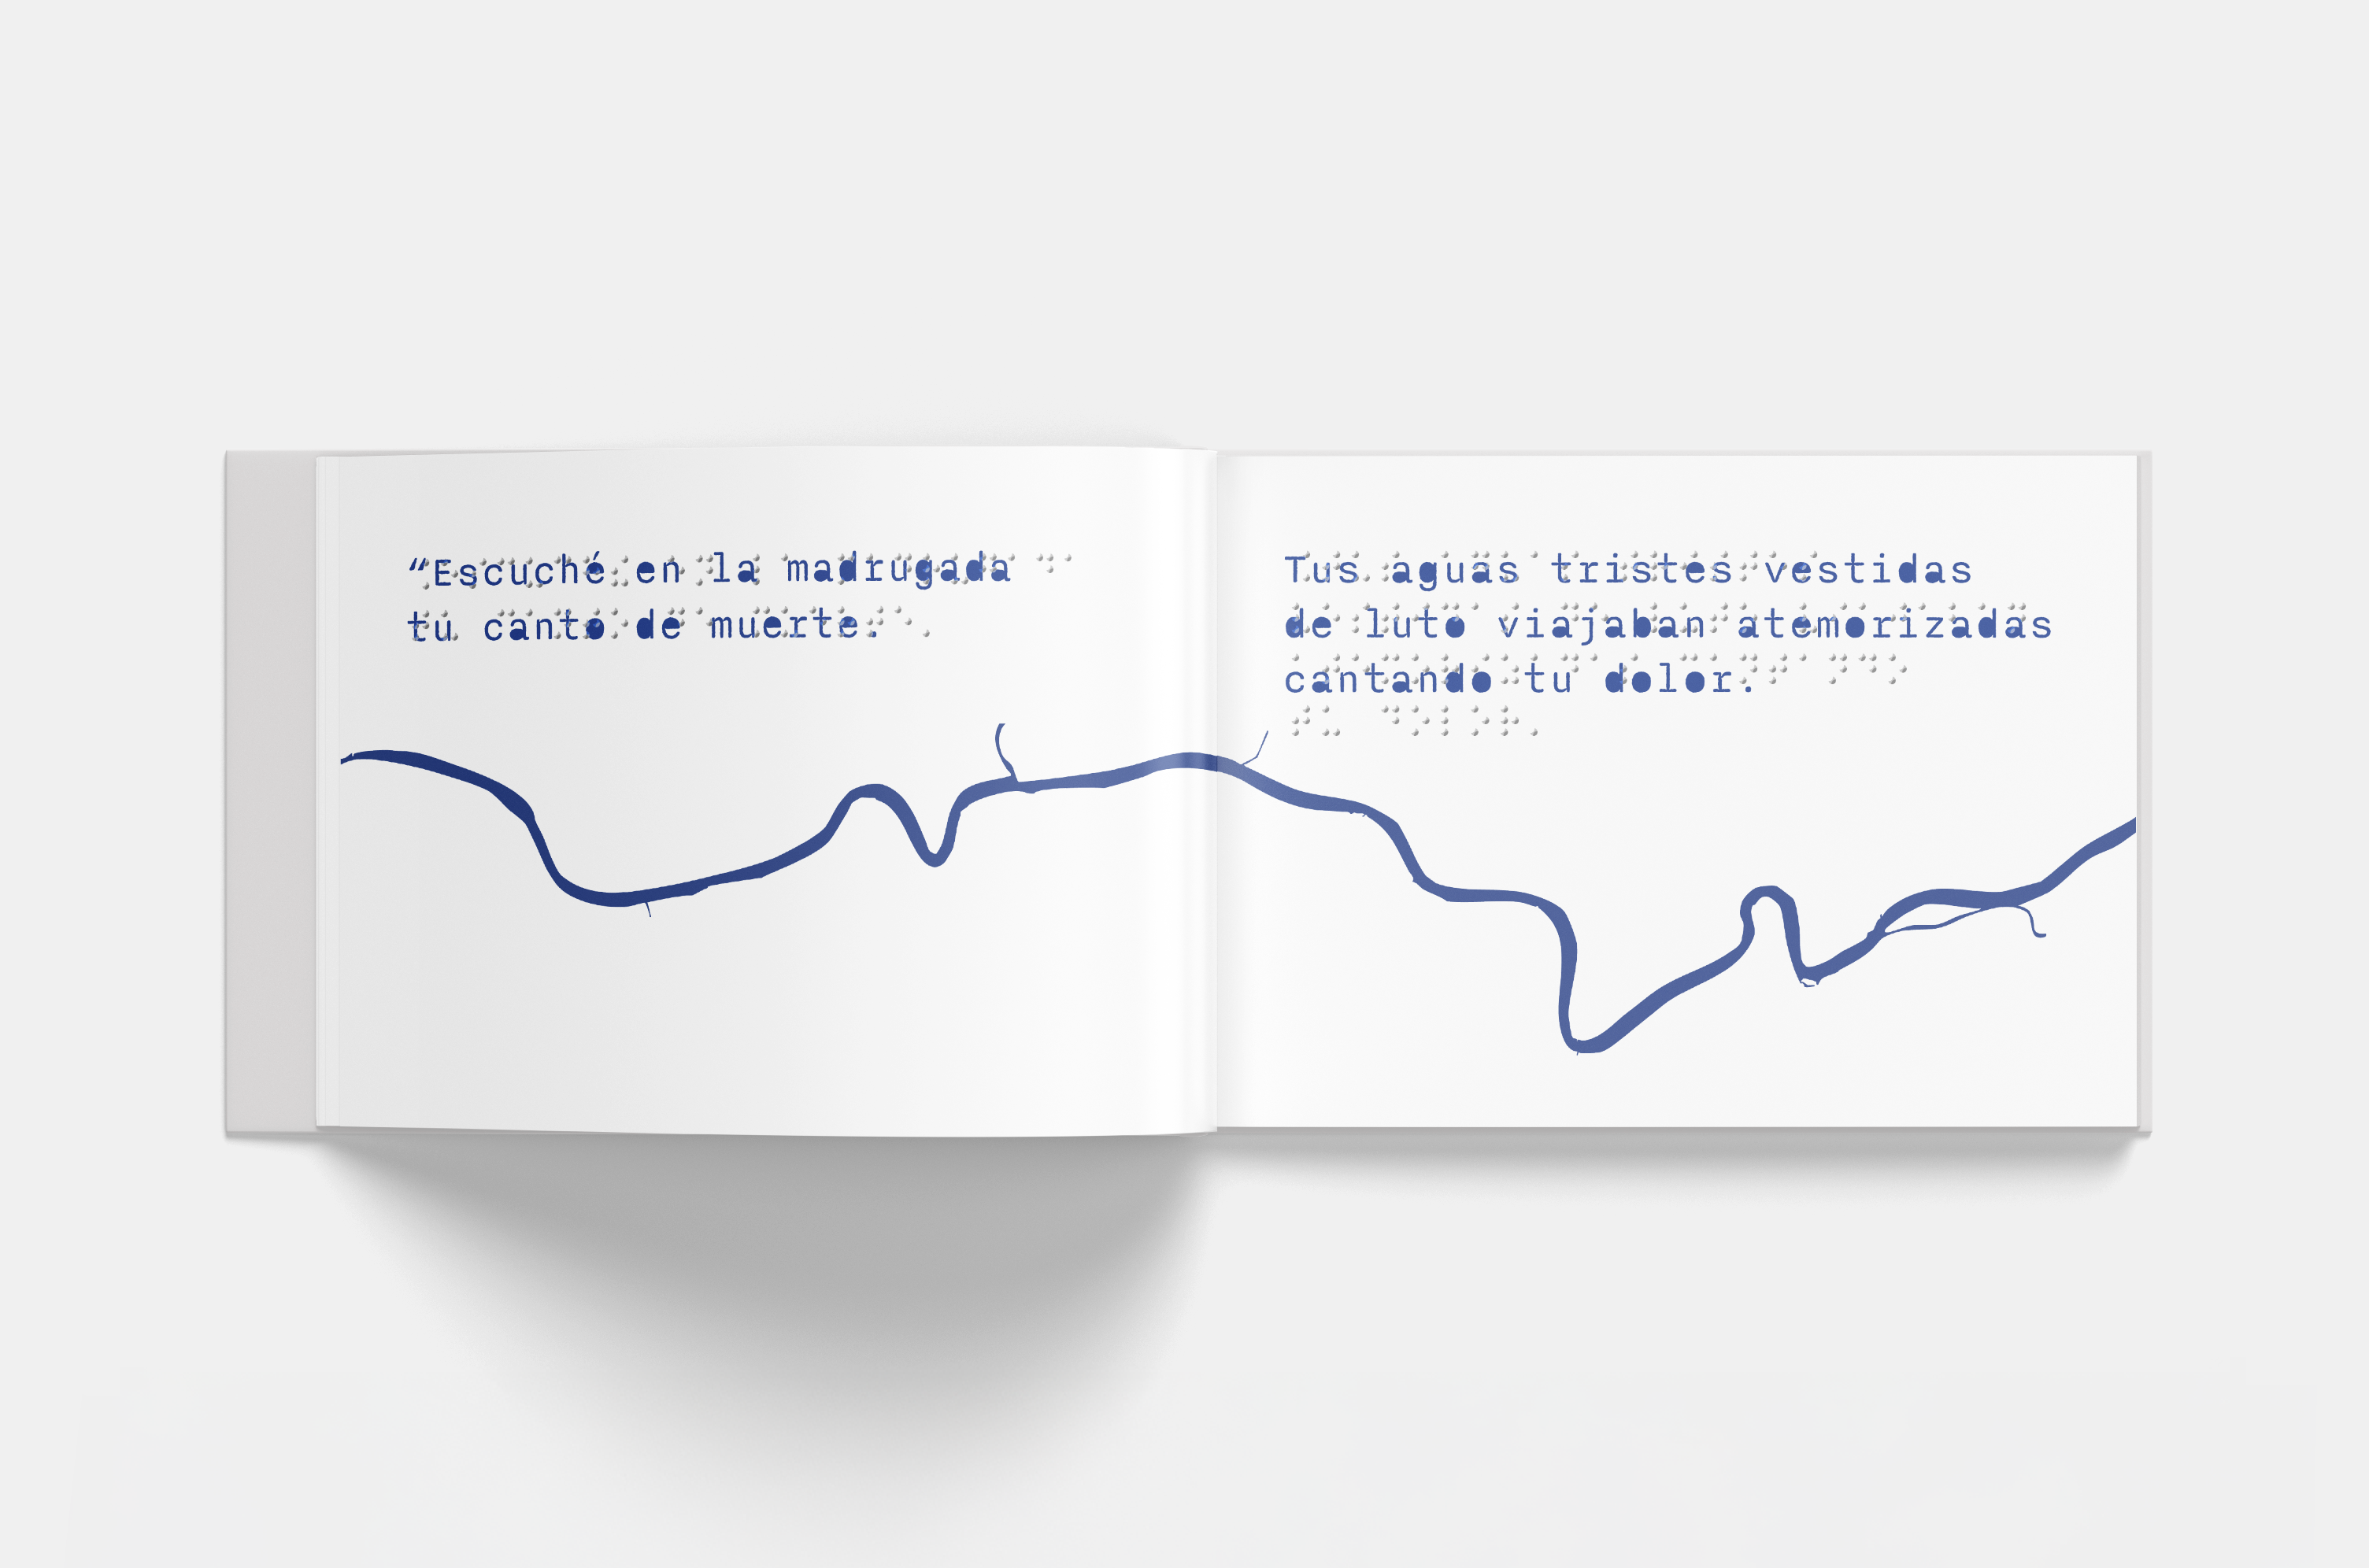 “Escuché en la madrugada
tu canto de muerte.
Tus aguas tristes vestidas
de luto viajaban atemorizadas
cantando tu dolor.